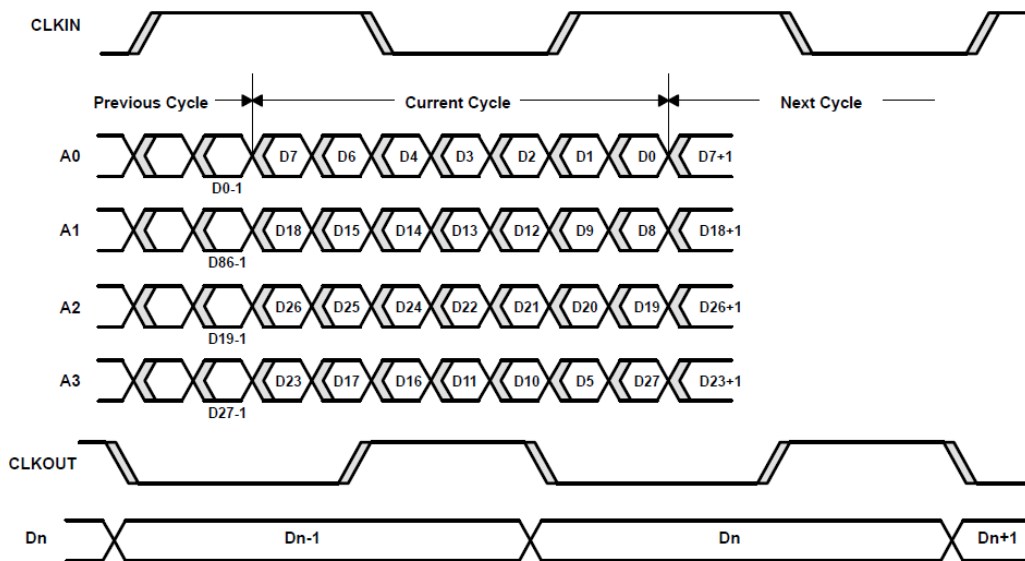 CLKIN
Previous Cycle Current Cycle Next Cycle
A0 D7 D6 D4 D3 D2 D1 D0 D7+1
D0-1
A1 D18 D15 D14 D13 D12 D9 D8 D18+1
D86-1
A2 D26 D25 D24 D22 D21 D20 D19 D26+1
D19-1
A3 D23 D17 D16 D11 D10 D5 D27 D23+1
D27-1
CLKOUT
Dn Dn-1 Dn Dn+1